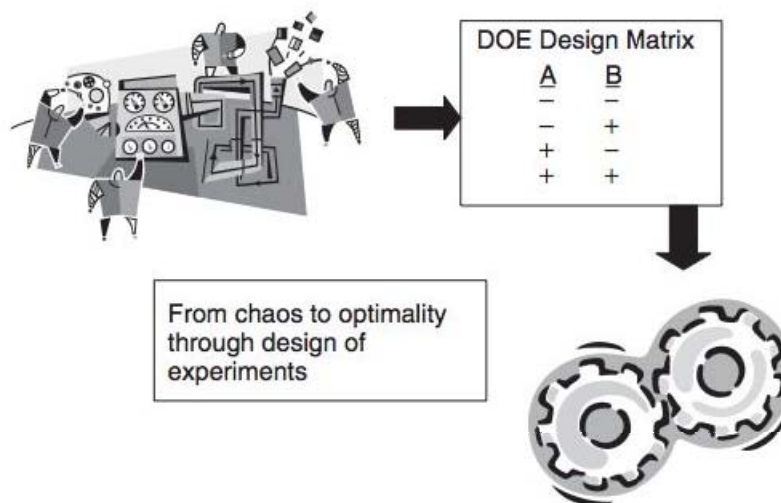 DOE Design Matrix
A B
– –
– +
+ –
+ +
From chaos to optimality
through design of
experiments